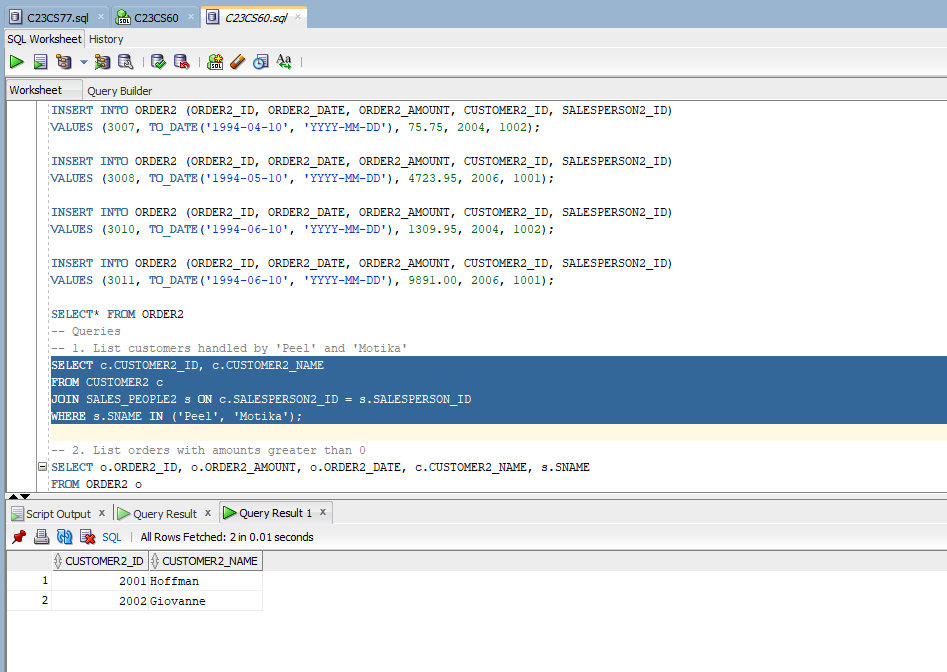 C23CS77.sql × C23CS60 × C23CS60.sql ×
SQL Worksheet History
Worksheet Query Builder
INSERT INTO ORDER2 (ORDER2_ID, ORDER2_DATE, ORDER2_AMOUNT, CUSTOMER2_ID, SALESPERSON2_ID)
VALUES (3007, TO_DATE('1994-04-10', 'YYYY-MM-DD'), 75.75, 2004, 1002);
INSERT INTO ORDER2 (ORDER2_ID, ORDER2_DATE, ORDER2_AMOUNT, CUSTOMER2_ID, SALESPERSON2_ID)
VALUES (3008, TO_DATE('1994-05-10', 'YYYY-MM-DD'), 4723.95, 2006, 1001);
INSERT INTO ORDER2 (ORDER2_ID, ORDER2_DATE, ORDER2_AMOUNT, CUSTOMER2_ID, SALESPERSON2_ID)
VALUES (3010, TO_DATE('1994-06-10', 'YYYY-MM-DD'), 1309.95, 2004, 1002);
INSERT INTO ORDER2 (ORDER2_ID, ORDER2_DATE, ORDER2_AMOUNT, CUSTOMER2_ID, SALESPERSON2_ID)
VALUES (3011, TO_DATE('1994-06-10', 'YYYY-MM-DD'), 9891.00, 2006, 1001);
SELECT* FROM ORDER2
-- Queries
-- 1. List customers handled by 'Peel' and 'Motika'
SELECT c.CUSTOMER2_ID, c.CUSTOMER2_NAME
FROM CUSTOMER2 c
JOIN SALES_PEOPLE2 s ON c.SALESPERSON2_ID = s.SALESPERSON_ID
WHERE s.SNAME IN ('Peel', 'Motika');
-- 2. List orders with amounts greater than 0
SELECT o.ORDER2_ID, o.ORDER2_AMOUNT, o.ORDER2_DATE, c.CUSTOMER2_NAME, s.SNAME
FROM ORDER2 o
Script Output × Query Result × Query Result 1 ×
SQL All Rows Fetched: 2 in 0.01 seconds
CUSTOMER2_ID CUSTOMER2_NAME
1 2001 Hoffman
2 2002 Giovanne